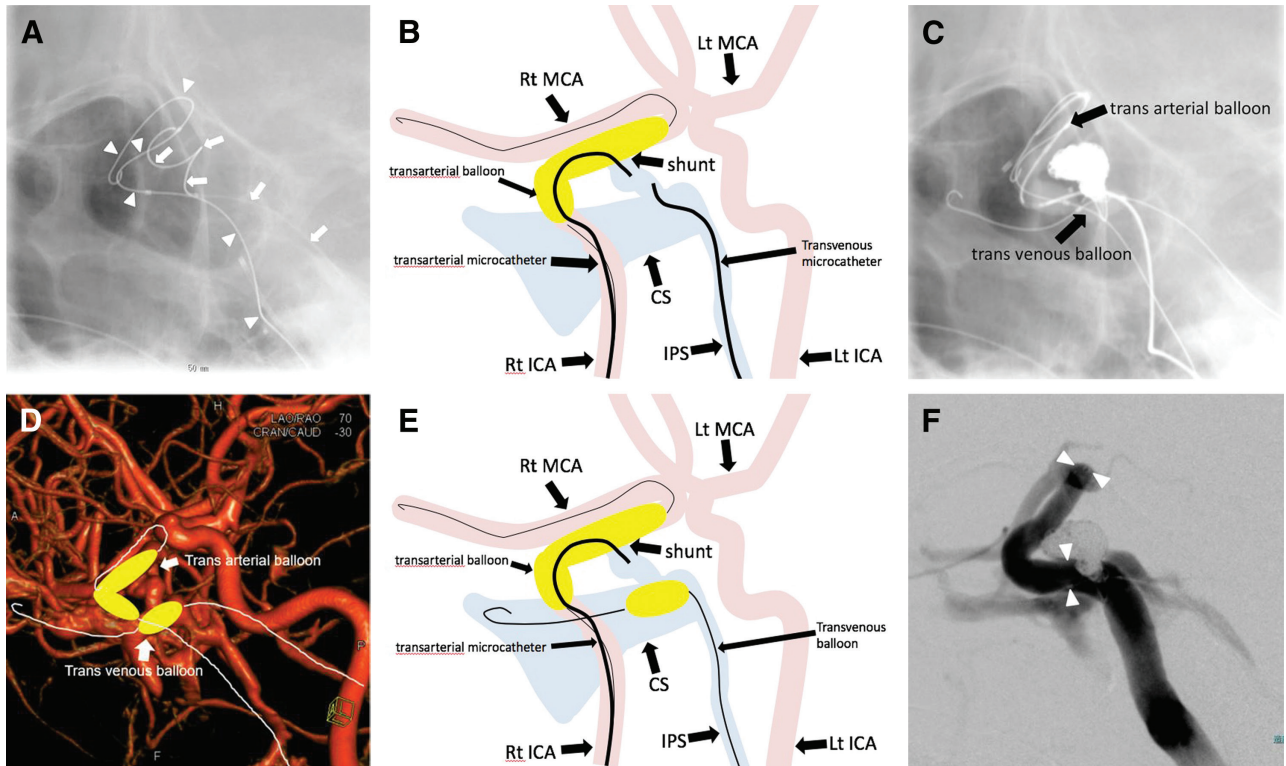 A
50 mm
B
Lt MCA
Rt MCA
shunt
transarterial balloon
transarterial microcatheter
Transvenous
microcatheter
CS
IPS
Rt ICA
Lt ICA
C
trans arterial balloon
trans venous balloon
D
H
LAO/RAO 70
CRAN/CAUD -30
A
Trans arterial balloon
P
Trans venous balloon
F
E
Lt MCA
Rt MCA
shunt
transarterial balloon
transarterial microcatheter
Transvenous
balloon
CS
IPS
Rt ICA
Lt ICA
F